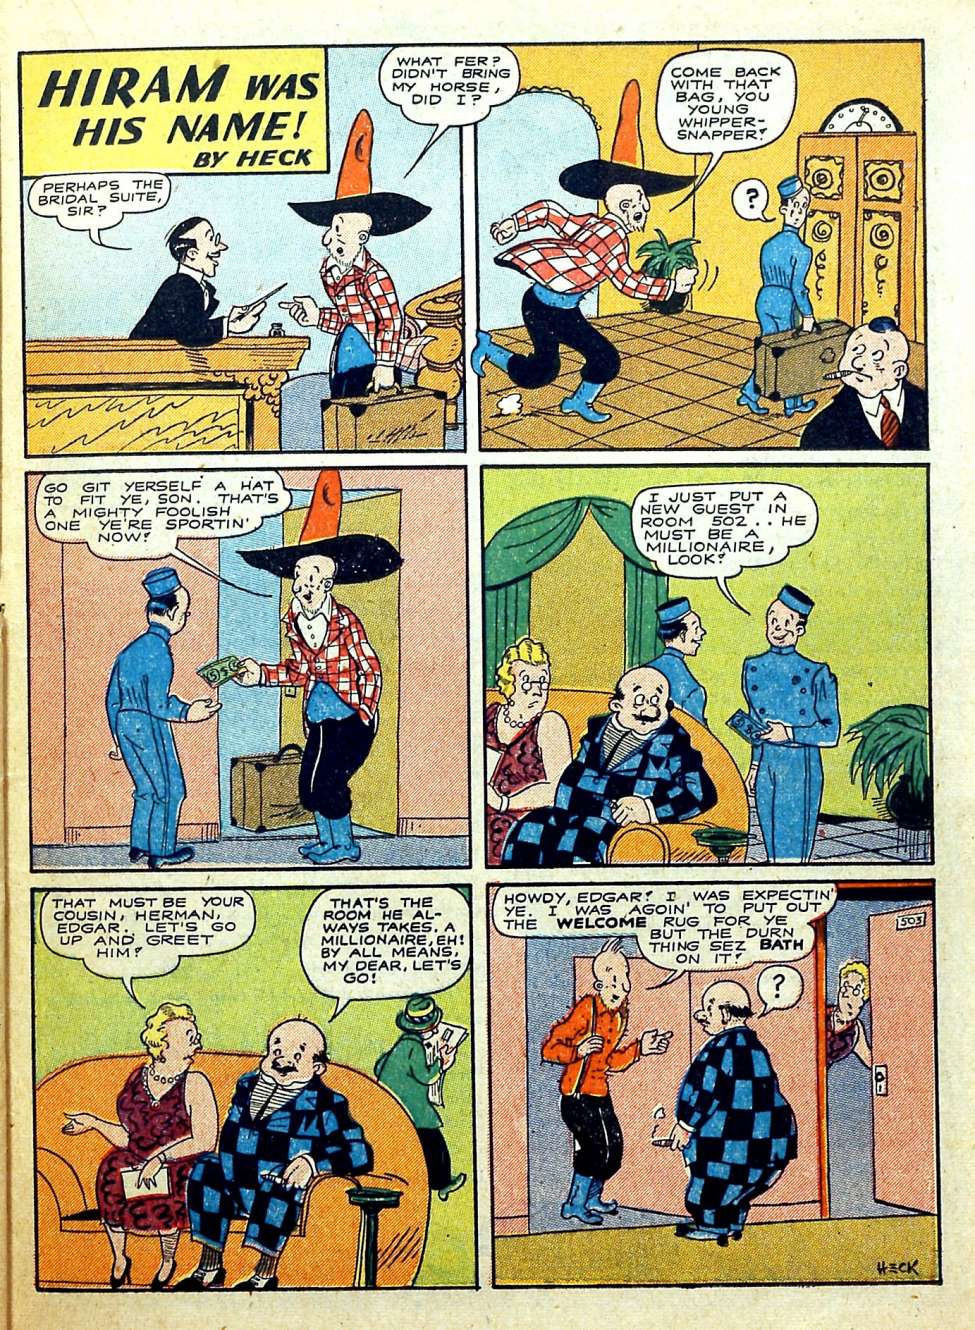 HIRAM WAS
HIS NAME!
BY HECK
PERHAPS THE
BRIDAL SUITE,
SIR?
WHAT FER?
DIDN'T BRING
MY HORSE,
DID I?
COME BACK
WITH THAT
BAG, YOU
YOUNG
WHIPPER-
SNAPPER!
?
GO GIT YERSELF A HAT
TO FIT YE, SON. THAT'S
A MIGHTY FOOLISH
ONE YE'RE SPORTIN'
NOW!
5
I JUST PUT A
NEW GUEST IN
ROOM 502.. HE
MUST BE A
MILLIONAIRE,
LOOK!
THAT MUST BE YOUR
COUSIN, HERMAN,
EDGAR. LET'S GO
UP AND GREET
HIM!
THAT'S THE
ROOM HE AL-
WAYS TAKES. A
MILLIONAIRE, EH!
BY ALL MEANS,
MY DEAR, LET'S
GO!
HOWDY, EDGAR! I WAS EXPECTIN'
YE. I WAS AGOIN' TO PUT OUT
THE WELCOME RUG FOR YE
BUT THE DURN
THING SEZ BATH
ON IT!
?
503
HECK